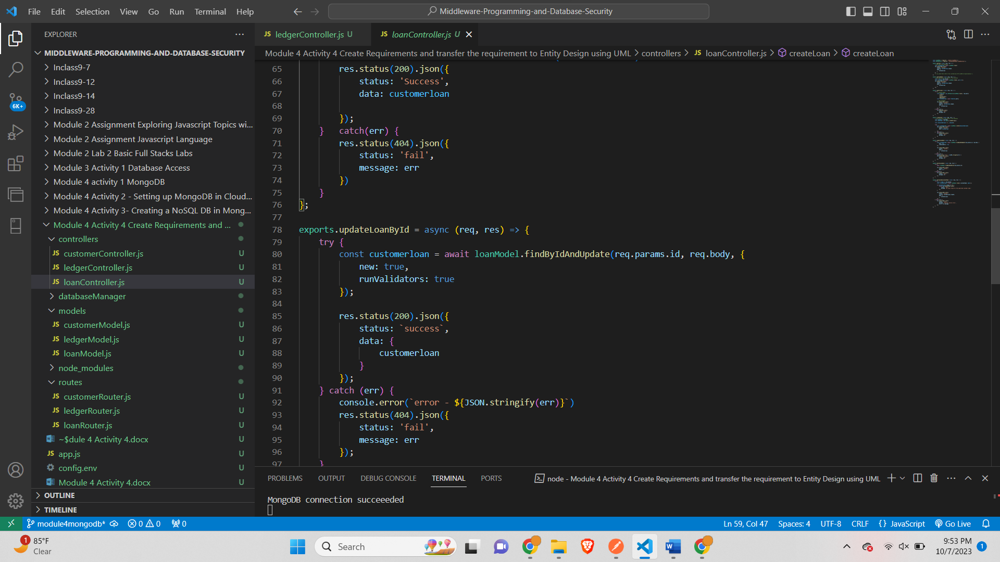 File Edit Selection View Go Run Terminal Help
Middleware-Programming-and-Database-Security
EXPLORER
MIDDLEWARE-PROGRAMMING-AND-DATABASE-SECURITY
Inclass9-7
Inclass9-12
Inclass9-14
6K+
Inclass9-28
Module 2 Assignment Exploring Javascript Topics wi...
Module 2 Assignment Javascript Language
Module 2 Lab 2 Basic Full Stacks Labs
Module 3 Activity 1 Database Access
Module 4 activity 1 MongoDB
Module 4 Activity 2 - Setting up MongoDB in Cloud...
Module 4 Activity 3- Creating a NoSQL DB in Mong...
Module 4 Activity 4 Create Requirements and ...
controllers
JS customerController.js U
JS ledgerController.js U
JS loanController.js U
databaseManager
models
JS customerModel.js U
JS ledgerModel.js U
JS loanModel.js U
node_modules
routes
JS customerRouter.js U
JS ledgerRouter.js U
JS loanRouter.js U
~$dule 4 Activity 4.docx U
JS app.js U
config.env U
Module 4 Activity 4.docx U
OUTLINE
TIMELINE
JS ledgerController.js U
JS loanController.js U
Module 4 Activity 4 Create Requirements and transfer the requirement to Entity Design using UML > controllers > JS loanController.js > createLoan > createLoan
65 res.status(200).json({
66 status: 'Success',
67 data: customerloan
68
69 });
70 } catch(err) {
71 res.status(404).json({
72 status: 'fail',
73 message: err
74 })
75 }
76 };
77
78 exports.updateLoanById = async (req, res) => {
79 try {
80 const customerloan = await loanModel.findByIdAndUpdate(req.params.id, req.body, {
81 new: true,
82 runValidators: true
83 });
84
85 res.status(200).json({
86 status: `success`,
87 data: {
88 customerloan
89 }
90 });
91 } catch (err) {
92 console.error(`error - ${JSON.stringify(err)}`)
93 res.status(404).json({
94 status: 'fail',
95 message: err
96 });
97 }
PROBLEMS OUTPUT DEBUG CONSOLE TERMINAL PORTS
node - Module 4 Activity 4 Create Requirements and transfer the requirement to Entity Design using UML
MongoDB connection succeeeded
module4mongodb* 0 0 0
Ln 59, Col 47 Spaces: 4 UTF-8 CRLF {} JavaScript Go Live
1 85°F
Clear
Search
9:53 PM
10/7/2023
1